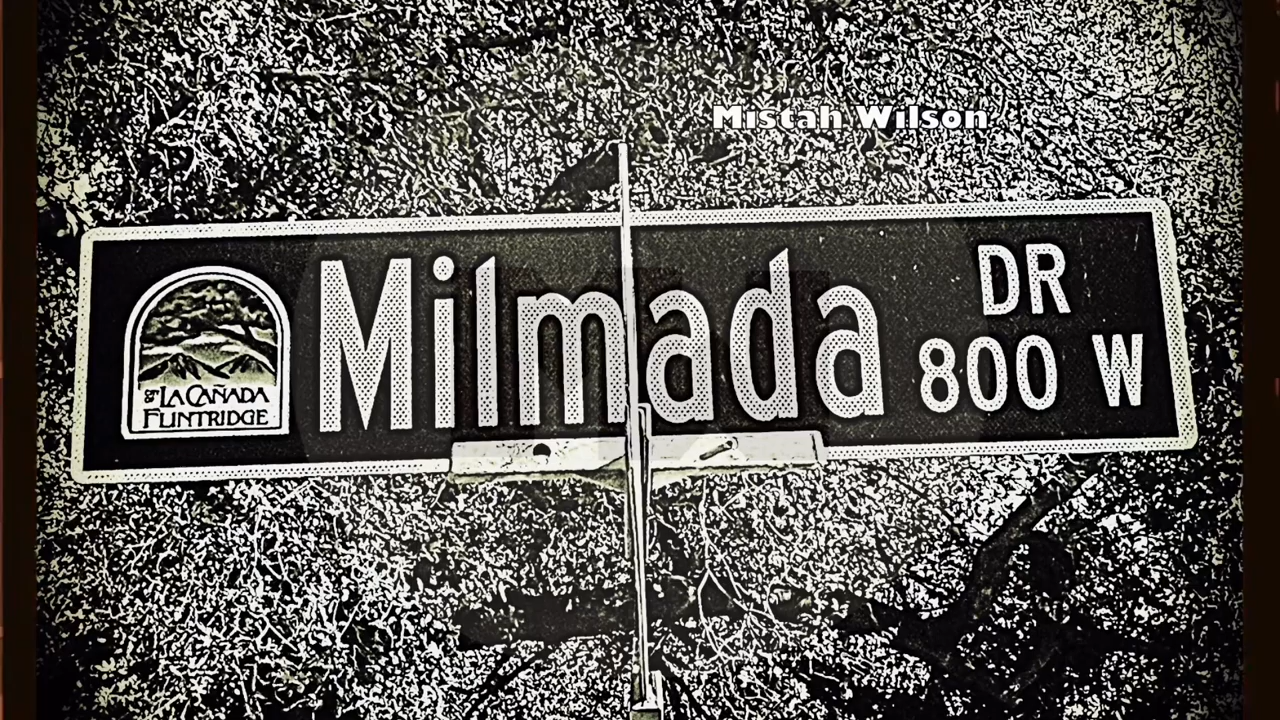 Mistah Wilson
Milmada DR
800 W
LA CAÑADA
FLINTRIDGE